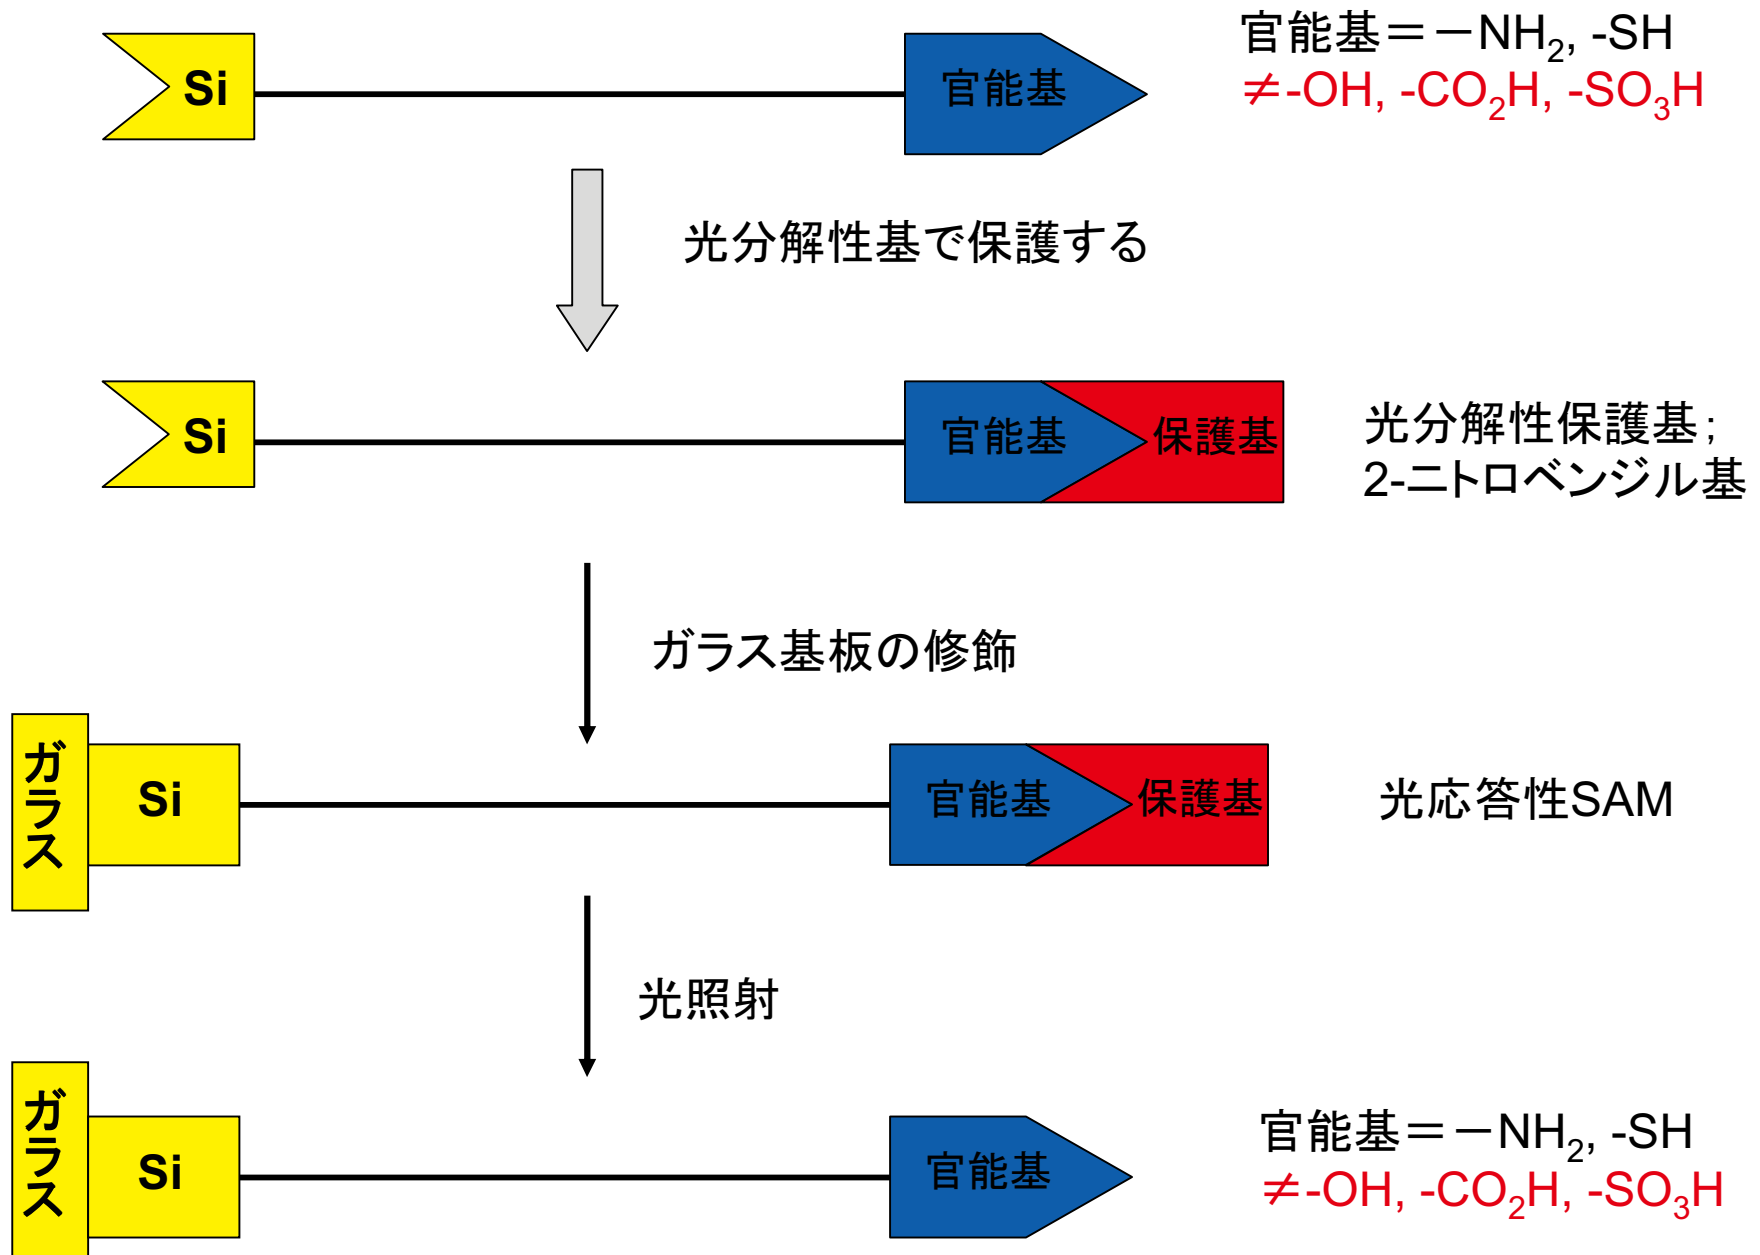 官能基＝－NH₂, -SH
≠-OH, -CO₂H, -SO₃H
Si
官能基
光分解性基で保護する
Si
官能基
保護基
光分解性保護基；
2-ニトロベンジル基
ガラス基板の修飾
ガラス
Si
官能基
保護基
光応答性SAM
光照射
ガラス
Si
官能基
官能基＝－NH₂, -SH
≠-OH, -CO₂H, -SO₃H